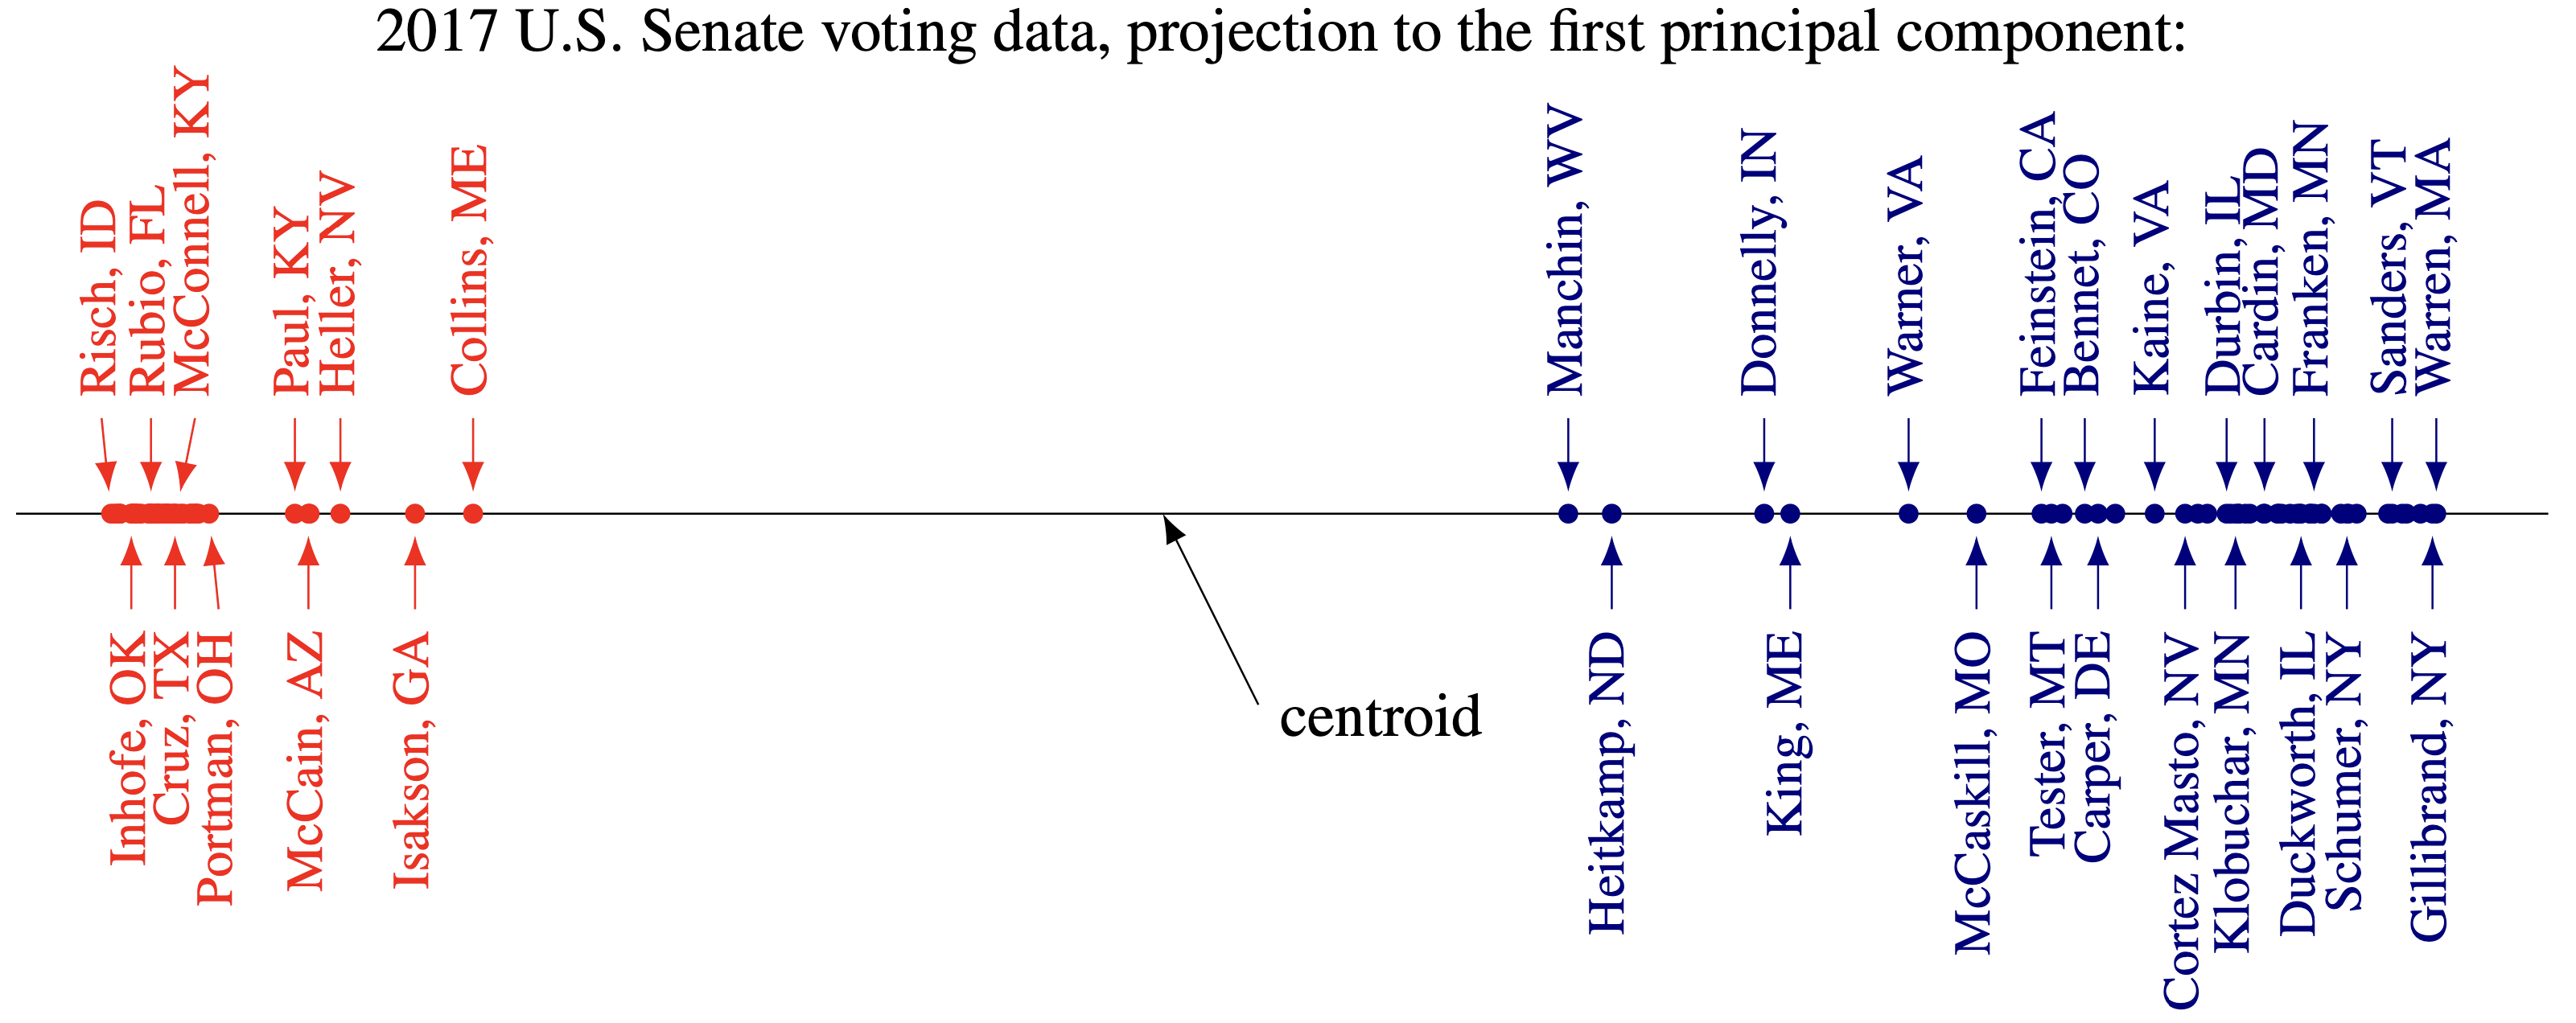 2017 U.S. Senate voting data, projection to the first principal component:
Risch, ID
Rubio, FL
McConnell, KY
Paul, KY
Heller, NV
Collins, ME
Manchin, WV
Donnelly, IN
Warner, VA
Feinstein, CA
Bennet, CO
Kaine, VA
Durbin, IL
Cardin, MD
Franken, MN
Sanders, VT
Warren, MA
Inhofe, OK
Cruz, TX
Portman, OH
McCain, AZ
Isakson, GA
centroid
Heitkamp, ND
King, ME
McCaskill, MO
Tester, MT
Carper, DE
Cortez Masto, NV
Klobuchar, MN
Duckworth, IL
Schumer, NY
Gillibrand, NY